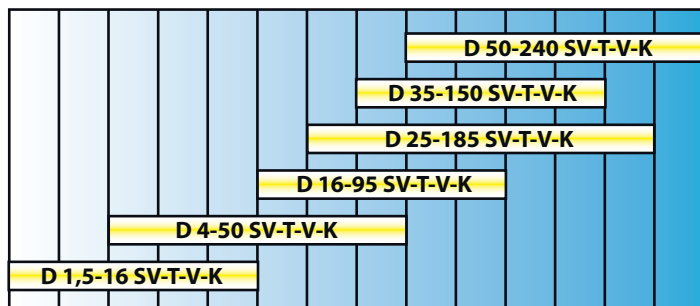 D 50-240 SV-T-V-K
D 35-150 SV-T-V-K
D 25-185 SV-T-V-K
D 16-95 SV-T-V-K
D 4-50 SV-T-V-K
D 1,5-16 SV-T-V-K